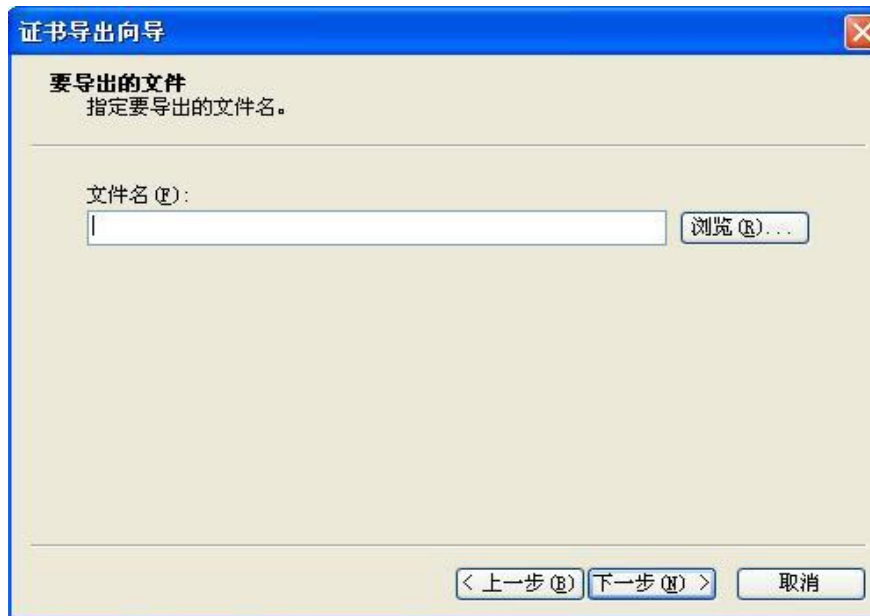 证书导出向导
要导出的文件
指定要导出的文件名。
文件名(F):
浏览(R)...
< 上一步(B) 下一步(N) > 取消